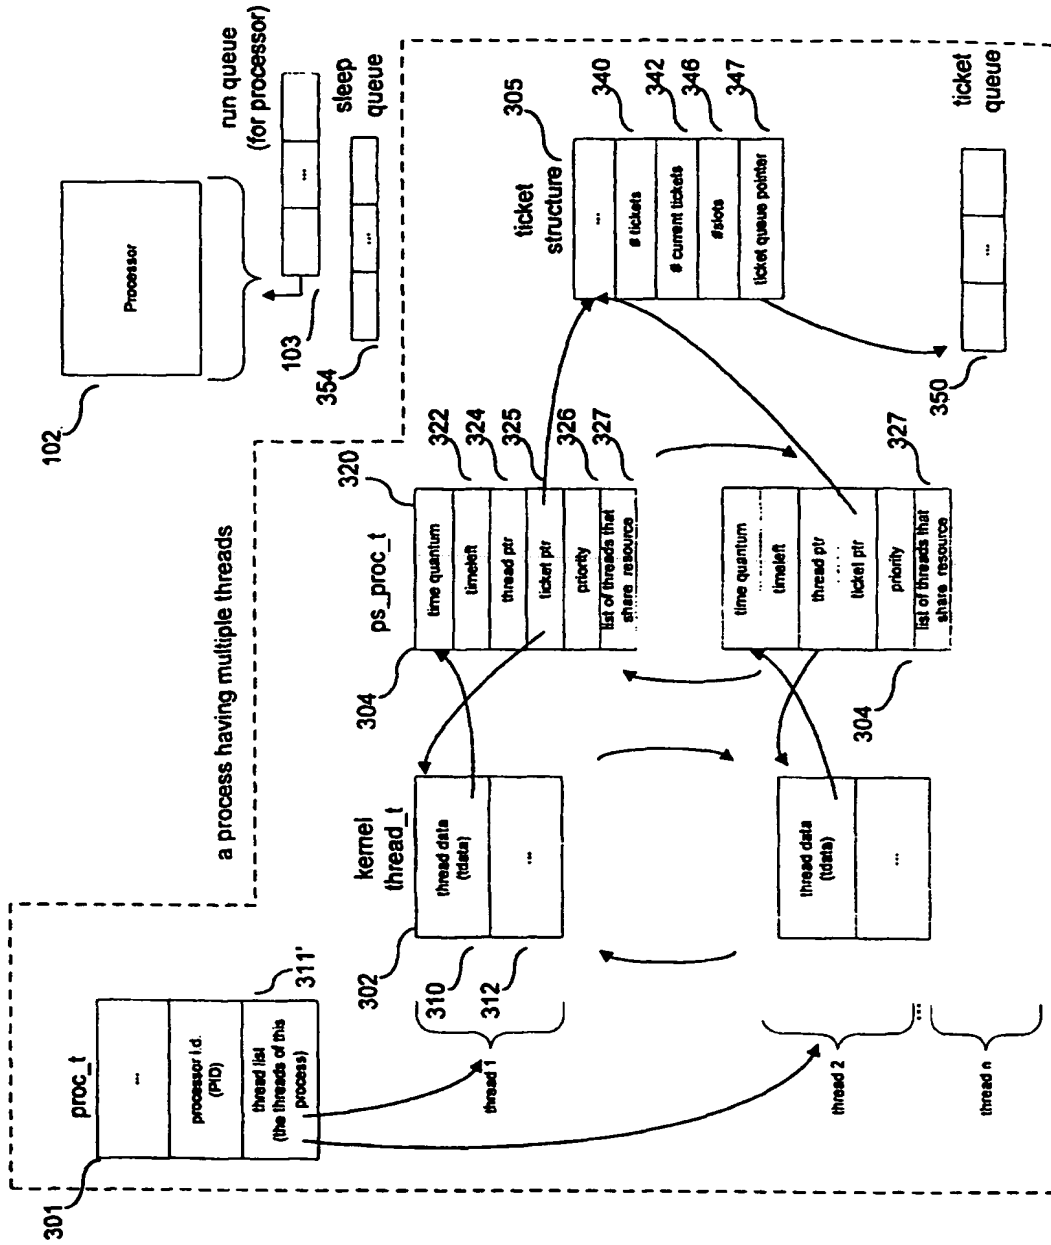 a process having multiple threads
102
Processor
run queue
(for processor)
103
sleep
queue
354
proc_t
301
...
processor i.d.
(PID)
thread list
(the threads of this
process)
311'
kernel
thread_t
302
thread data
(tdata)
...
310
312
thread 1
ps_proc_t
304
320
time quantum
timeleft
thread ptr
ticket ptr
priority
list of threads that
share resource
322
324
325
326
327
ticket
structure
305
...
# tickets
# current tickets
#slots
ticket queue pointer
340
342
346
347
thread 2
...
thread n
thread data
(tdata)
...
304
time quantum
timeleft
thread ptr
ticket ptr
priority
list of threads that
share resource
327
350
...
ticket
queue
...
...